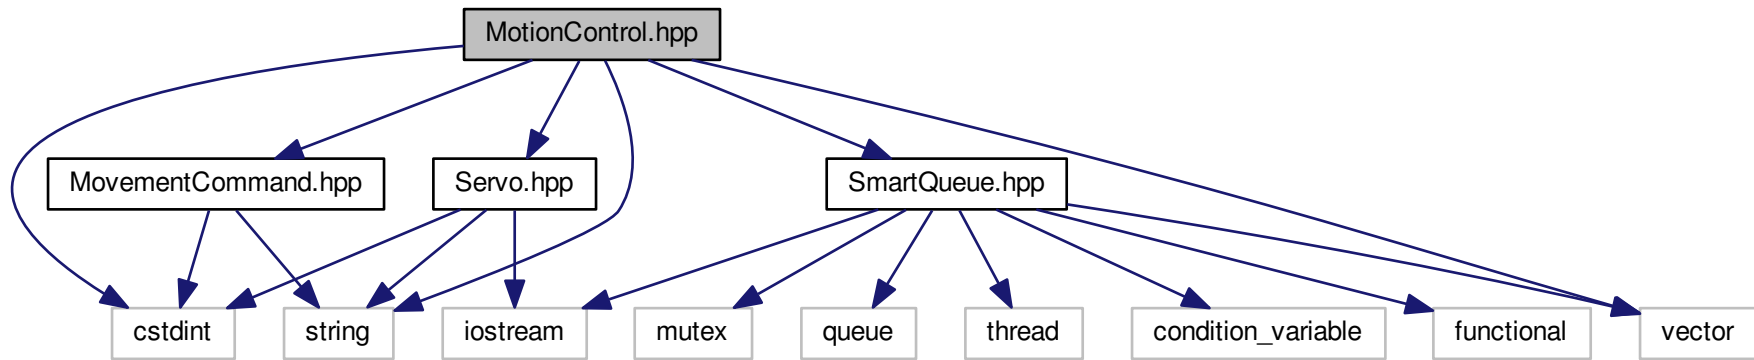 MotionControl.hpp
MovementCommand.hpp
Servo.hpp
SmartQueue.hpp
cstdint
string
iostream
mutex
queue
thread
condition_variable
functional
vector